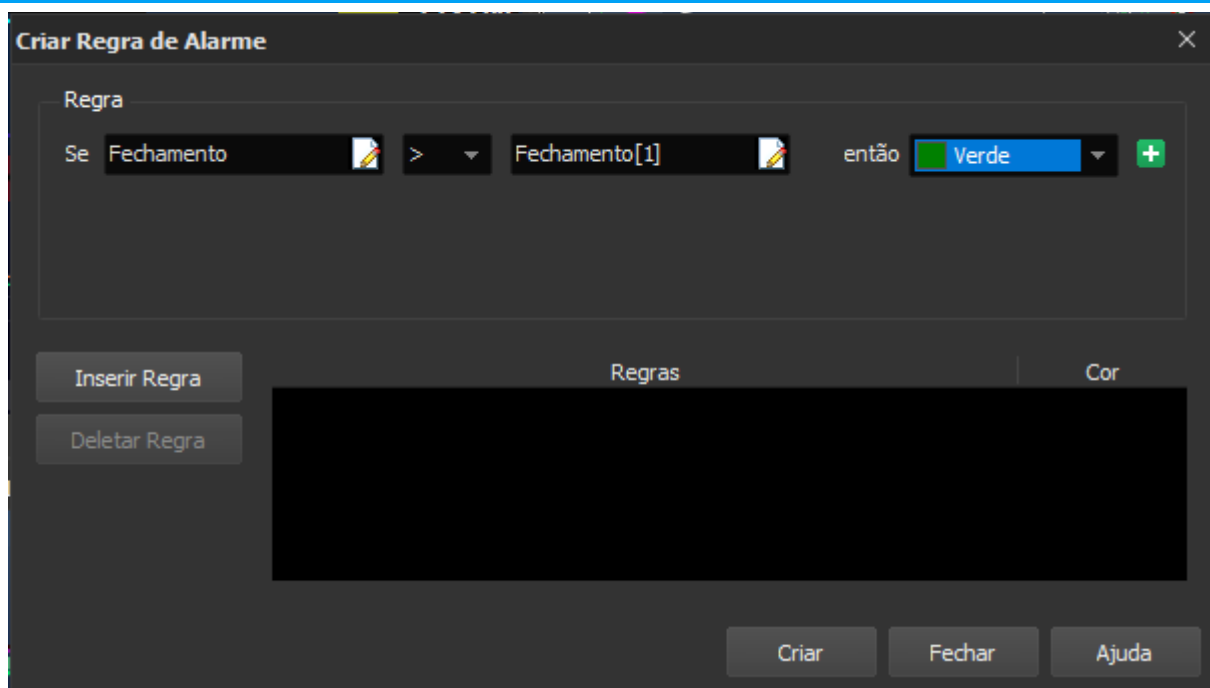 Criar Regra de Alarme
Regra
Se Fechamento > Fechamento[1] então Verde
Inserir Regra
Regras Cor
Deletar Regra
Criar Fechar Ajuda